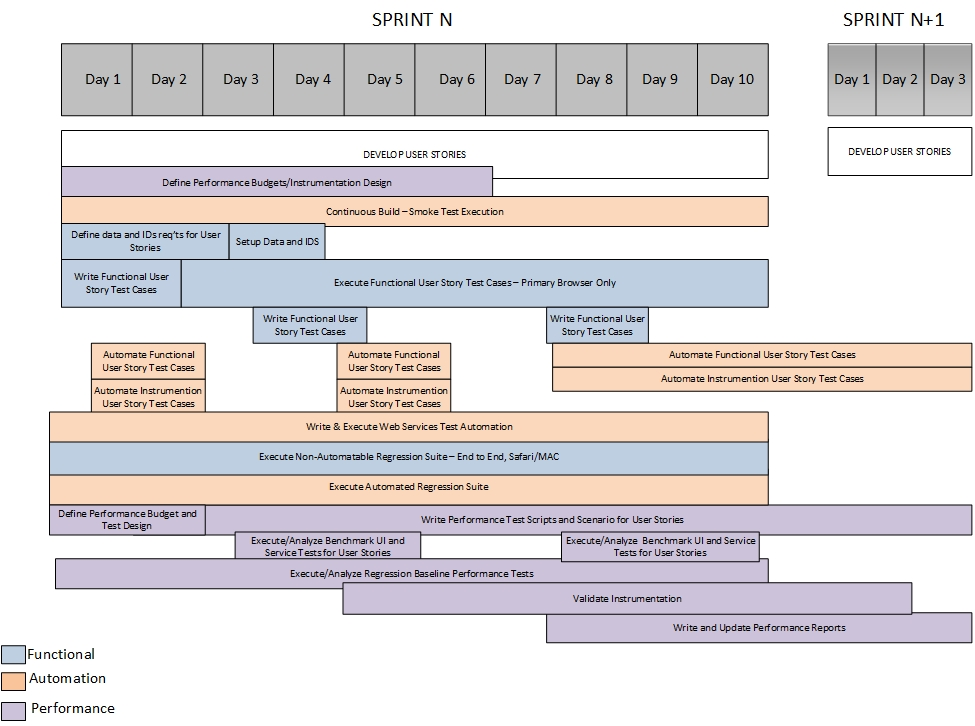 SPRINT N
SPRINT N+1
Day 1
Day 2
Day 3
Day 4
Day 5
Day 6
Day 7
Day 8
Day 9
Day 10
Day 1
Day 2
Day 3
DEVELOP USER STORIES
DEVELOP USER STORIES
Define Performance Budgets/Instrumentation Design
Continuous Build – Smoke Test Execution
Define data and IDs req'ts for User
Stories
Setup Data and IDS
Write Functional User
Story Test Cases
Execute Functional User Story Test Cases – Primary Browser Only
Write Functional User
Story Test Cases
Write Functional User
Story Test Cases
Automate Functional
User Story Test Cases
Automate Functional
User Story Test Cases
Automate Functional User Story Test Cases
Automate Instrumention
User Story Test Cases
Automate Instrumention
User Story Test Cases
Automate Instrumention User Story Test Cases
Write & Execute Web Services Test Automation
Execute Non-Automatable Regression Suite – End to End, Safari/MAC
Execute Automated Regression Suite
Define Performance Budget and
Test Design
Write Performance Test Scripts and Scenario for User Stories
Execute/Analyze Benchmark UI and
Service Tests for User Stories
Execute/Analyze Benchmark UI and Service
Tests for User Stories
Execute/Analyze Regression Baseline Performance Tests
Validate Instrumentation
Write and Update Performance Reports
Functional
Automation
Performance